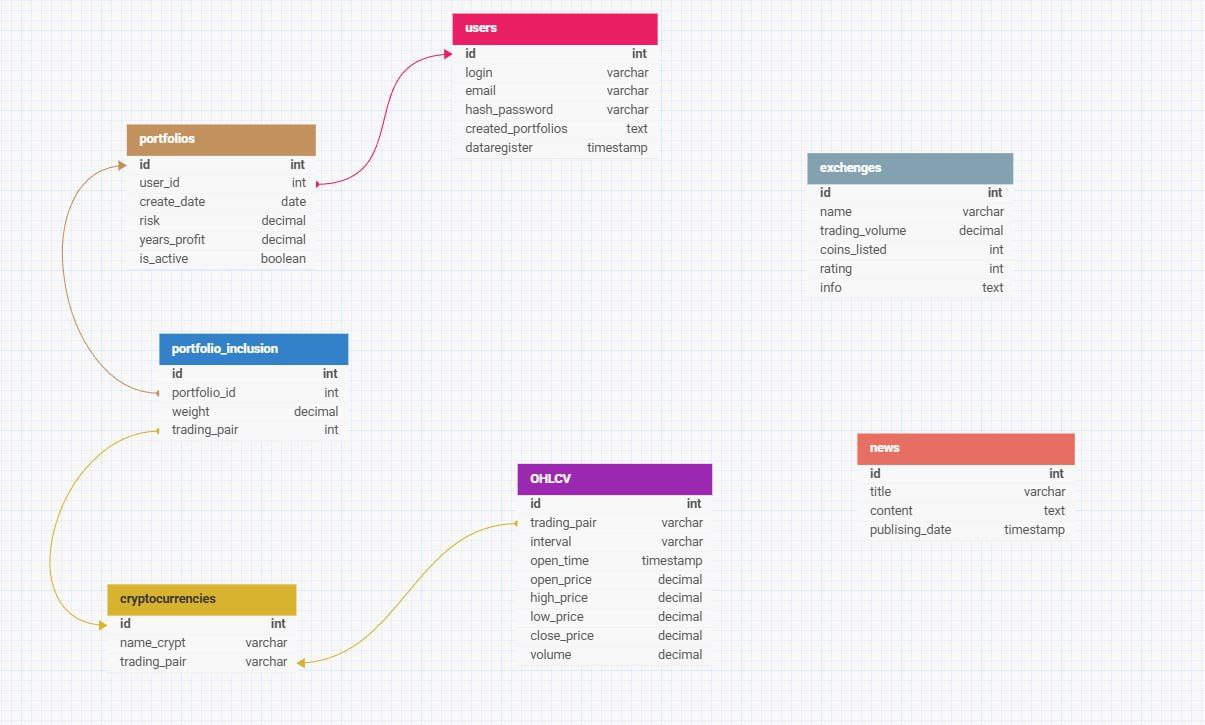 users
id int
login varchar
email varchar
hash_password varchar
created_portfolios text
dataregister timestamp
portfolios
id int
user_id int
create_date date
risk decimal
years_profit decimal
is_active boolean
exchenges
id int
name varchar
trading_volume decimal
coins_listed int
rating int
info text
portfolio_inclusion
id int
portfolio_id int
weight decimal
trading_pair int
OHLCV
id int
trading_pair varchar
interval varchar
open_time timestamp
open_price decimal
high_price decimal
low_price decimal
close_price decimal
volume decimal
news
id int
title varchar
content text
publising_date timestamp
cryptocurrencies
id int
name_crypt varchar
trading_pair varchar